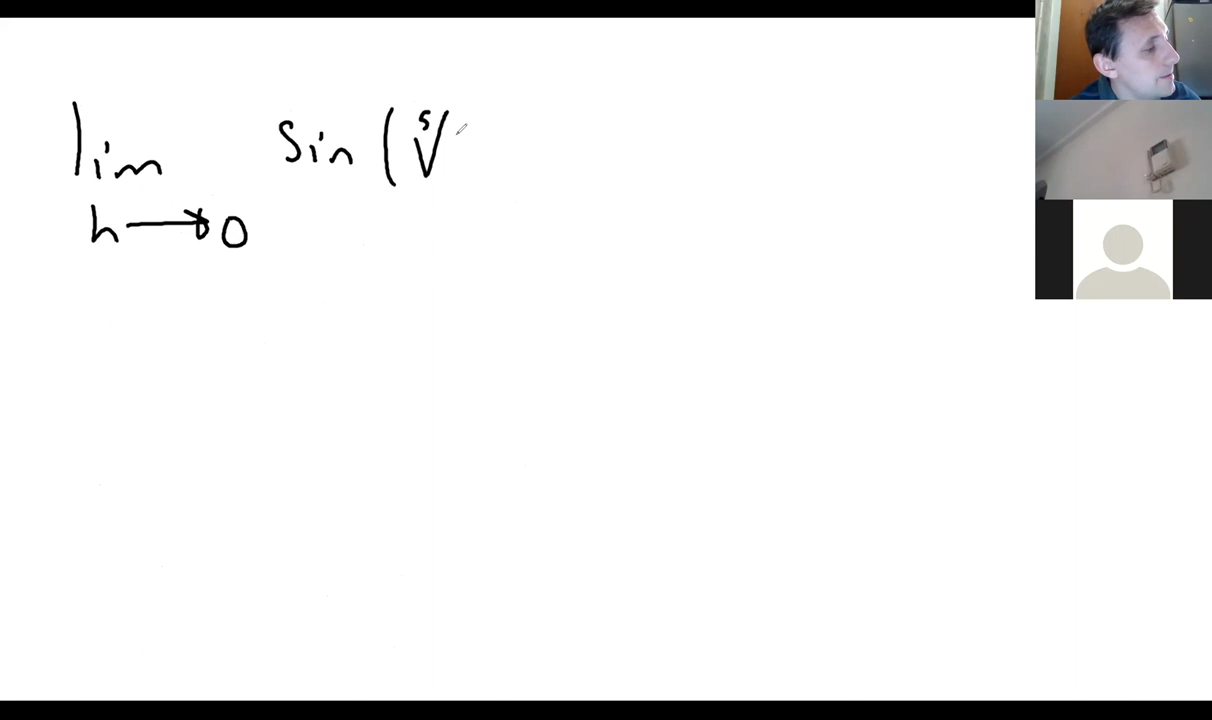 lim sin ( ⁵√
h → 0